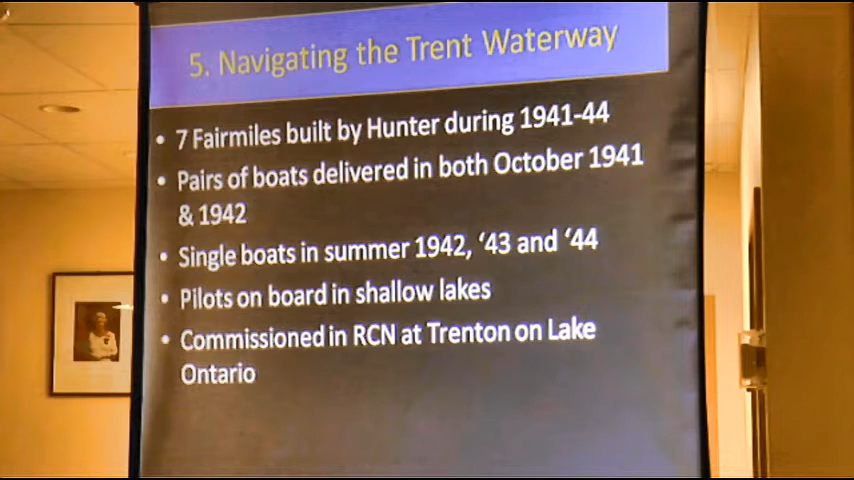 5. Navigating the Trent Waterway
• 7 Fairmiles built by Hunter during 1941-44
• Pairs of boats delivered in both October 1941
& 1942
• Single boats in summer 1942, ‘43 and ‘44
• Pilots on board in shallow lakes
• Commissioned in RCN at Trenton on Lake
Ontario